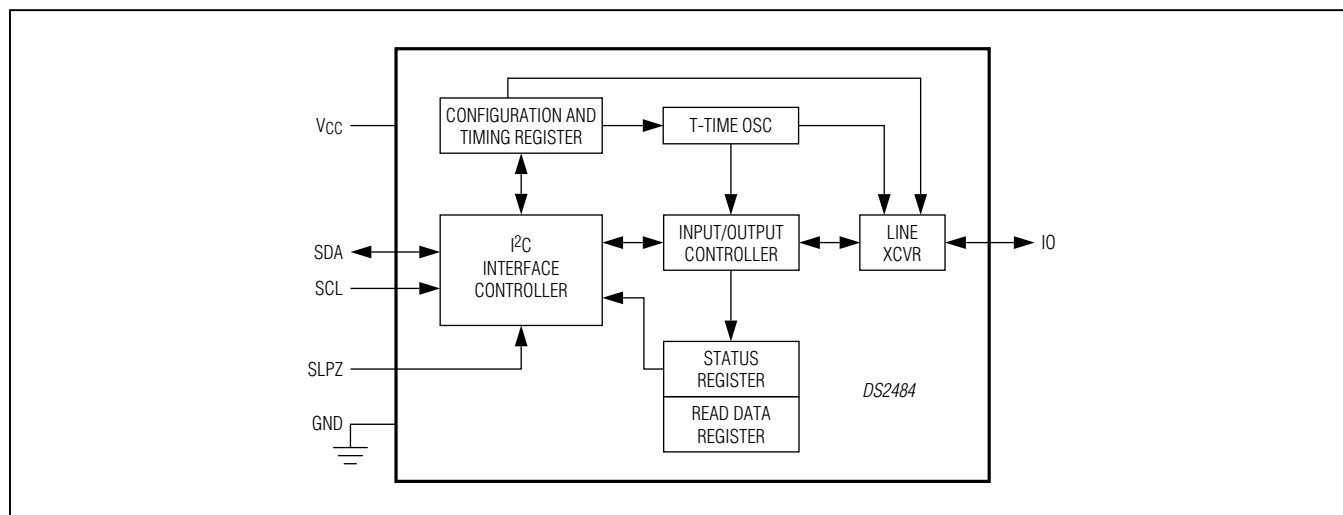 CONFIGURATION AND
TIMING REGISTER
T-TIME OSC
VCC
I2C
INTERFACE
CONTROLLER
INPUT/OUTPUT
CONTROLLER
LINE
XCVR
IO
SDA
SCL
SLPZ
STATUS
REGISTER
DS2484
READ DATA
REGISTER
GND